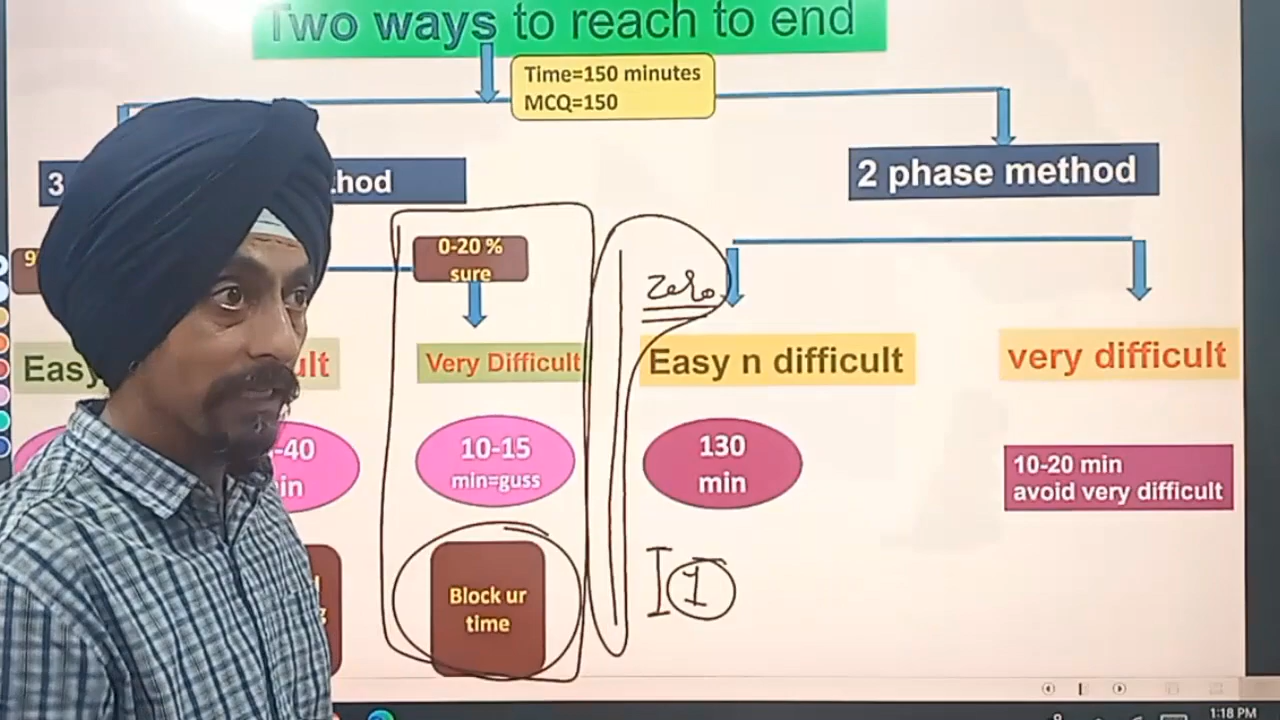 Two ways to reach to end
Time=150 minutes
MCQ=150
3
2 phase method
0-20 %
sure
zero
Easy
Very Difficult
Easy n difficult
very difficult
-40
10-15
min=guss
130
min
10-20 min
avoid very difficult
Block ur
time
1
1:18 PM